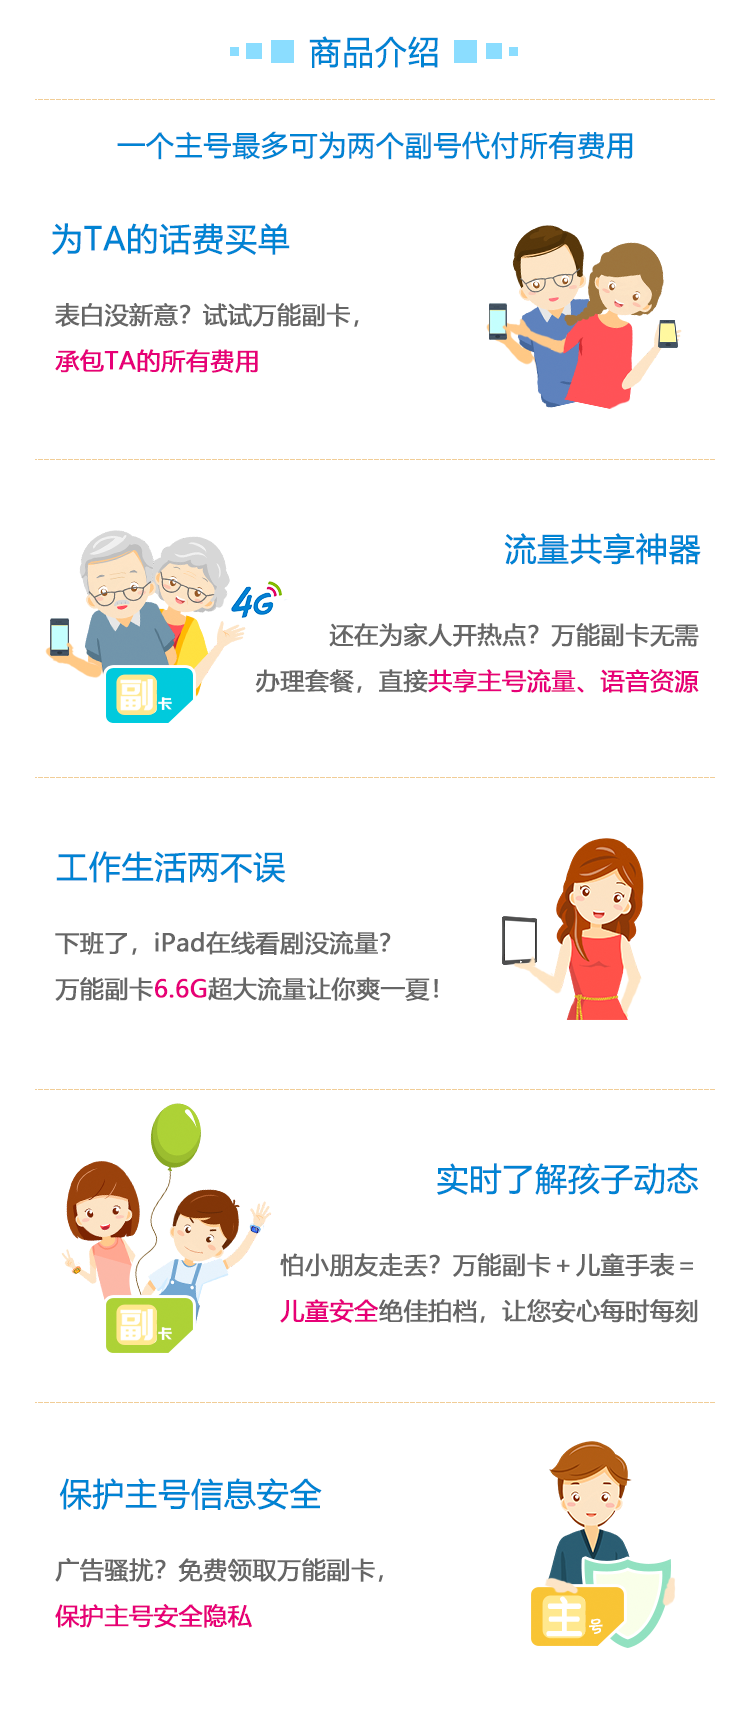 商品介绍
一个主号最多可为两个副号代付所有费用
为TA的话费买单
表白没新意？试试万能副卡，
承包TA的所有费用
流量共享神器
4G
还在为家人开热点？万能副卡无需
办理套餐，直接共享主号流量、语音资源
副卡
工作生活两不误
下班了，iPad在线看剧没流量？
万能副卡6.6G超大流量让你爽一夏！
实时了解孩子动态
怕小朋友走丢？万能副卡＋儿童手表＝
儿童安全绝佳拍档，让您安心每时每刻
副卡
保护主号信息安全
广告骚扰？免费领取万能副卡，
保护主号安全隐私
主号